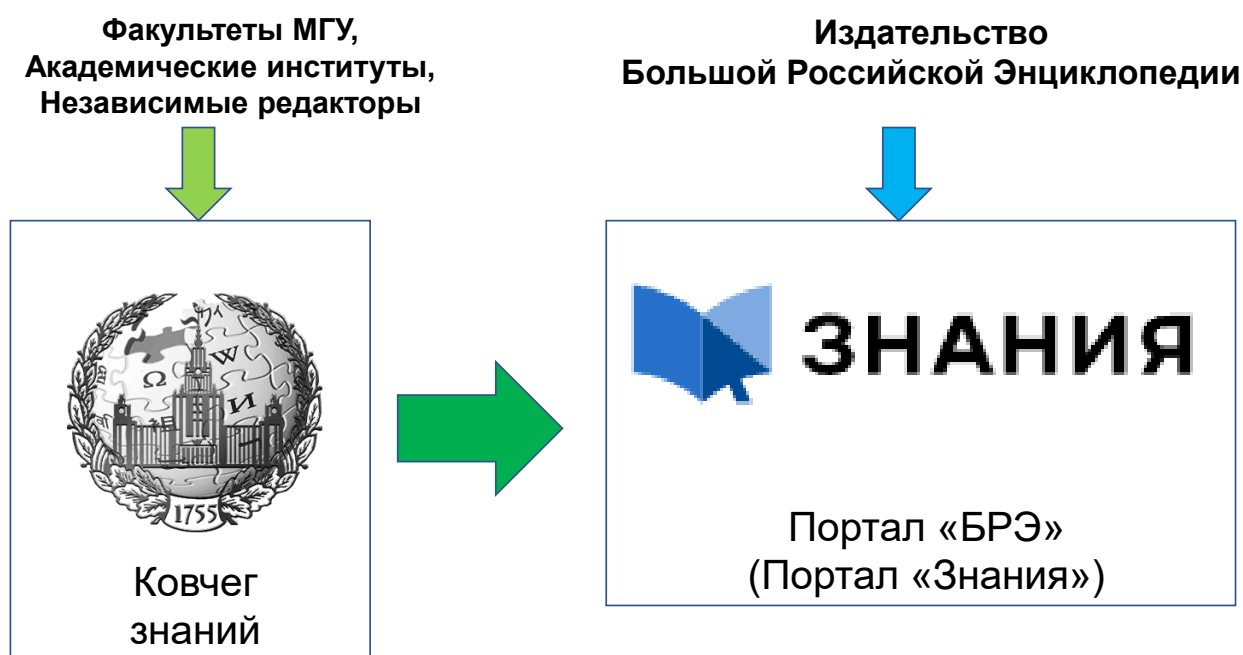 Факультеты МГУ,
Академические институты,
Независимые редакторы
Издательство
Большой Российской Энциклопедии
Ω
W
И
1755
ЗНАНИЯ
Ковчег
знаний
Портал «БРЭ»
(Портал «Знания»)